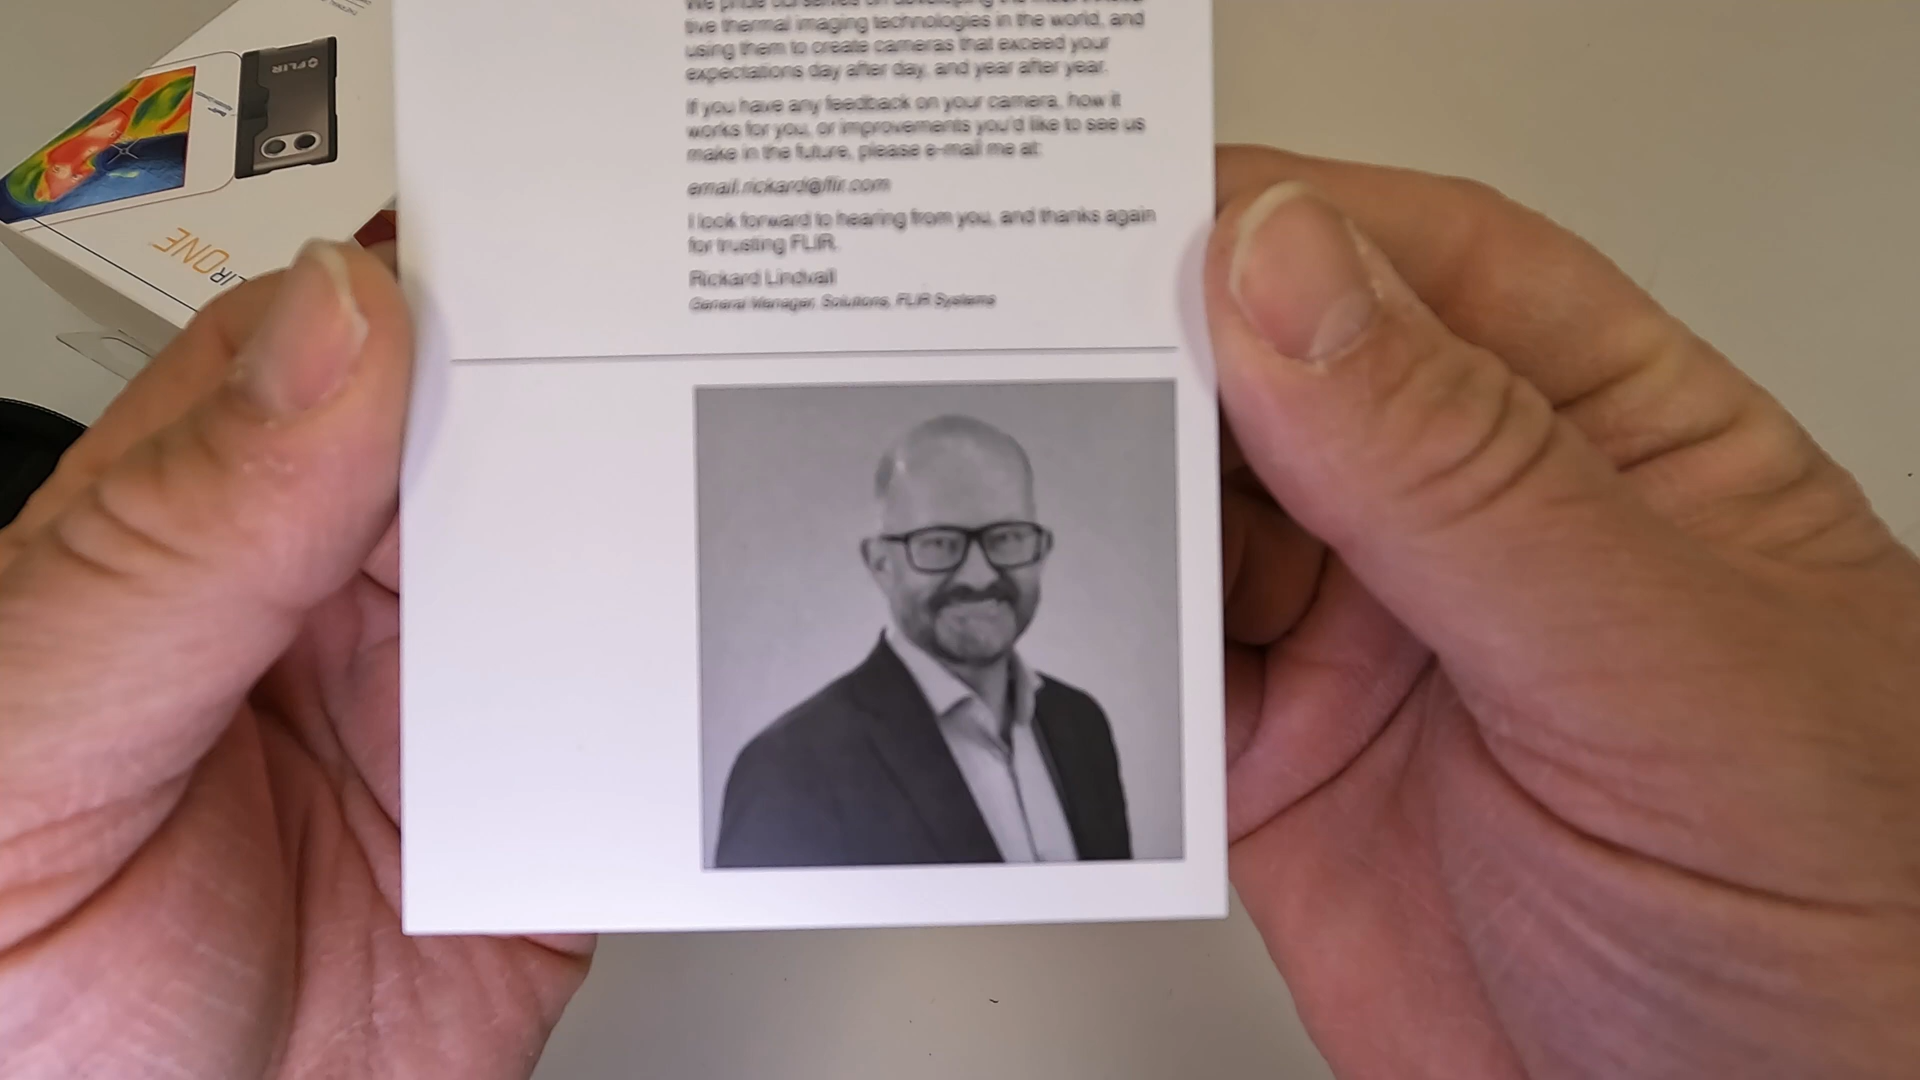 tive thermal imaging technologies in the world, and
using them to create cameras that exceed your
expectations day after day, and year after year.
If you have any feedback on your camera, how it
works for you, or improvements you'd like to see us
make in the future, please e-mail me at:
email.rickard@flir.com
I look forward to hearing from you, and thanks again
for trusting FLIR.
Rickard Lindvall
General Manager, Solutions, FLIR Systems
FLIR
FLIR ONE